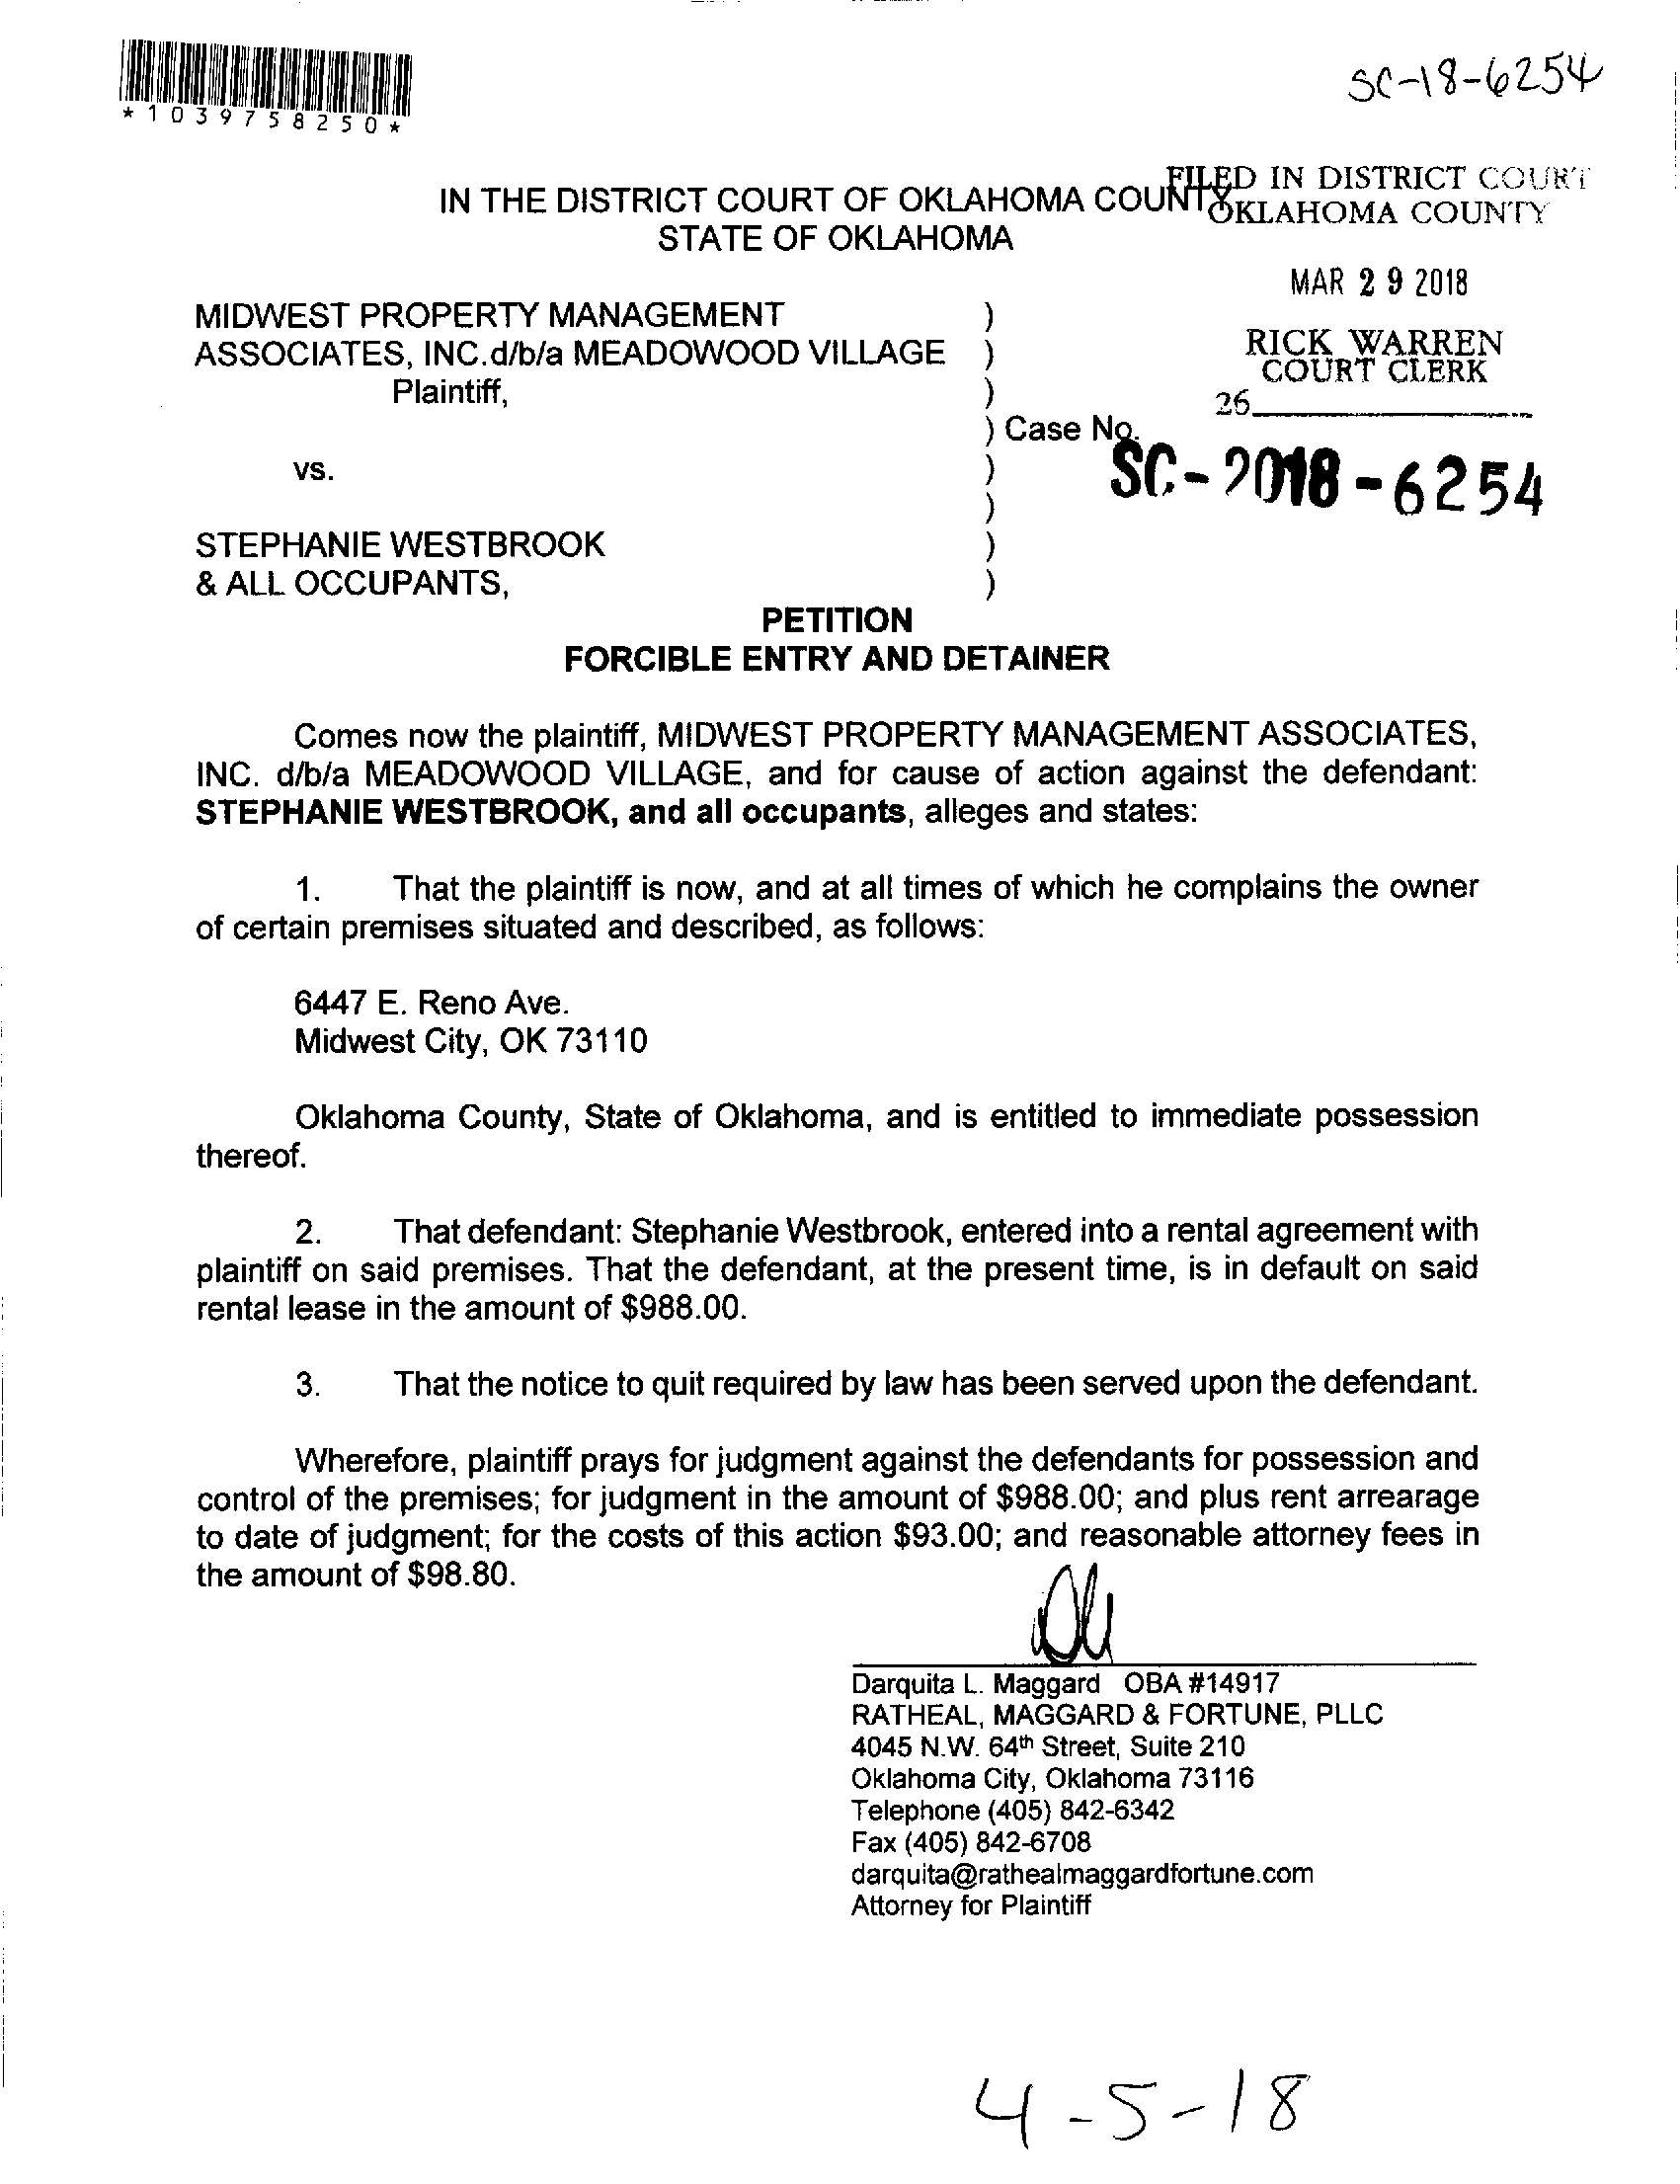 SC-18-6254
*1039758250*
FILED IN DISTRICT COURT
OKLAHOMA COUNTY
IN THE DISTRICT COURT OF OKLAHOMA COUNTY
STATE OF OKLAHOMA
MAR 29 2018
RICK WARREN
COURT CLERK
26
MIDWEST PROPERTY MANAGEMENT )
ASSOCIATES, INC.d/b/a MEADOWOOD VILLAGE )
Plaintiff, )
) Case No.
SC-2018-6254
vs. )
)
STEPHANIE WESTBROOK )
& ALL OCCUPANTS, )
PETITION
FORCIBLE ENTRY AND DETAINER
Comes now the plaintiff, MIDWEST PROPERTY MANAGEMENT ASSOCIATES,
INC. d/b/a MEADOWOOD VILLAGE, and for cause of action against the defendant:
STEPHANIE WESTBROOK, and all occupants, alleges and states:
1. That the plaintiff is now, and at all times of which he complains the owner
of certain premises situated and described, as follows:
6447 E. Reno Ave.
Midwest City, OK 73110
Oklahoma County, State of Oklahoma, and is entitled to immediate possession
thereof.
2. That defendant: Stephanie Westbrook, entered into a rental agreement with
plaintiff on said premises. That the defendant, at the present time, is in default on said
rental lease in the amount of $988.00.
3. That the notice to quit required by law has been served upon the defendant.
Wherefore, plaintiff prays for judgment against the defendants for possession and
control of the premises; for judgment in the amount of $988.00; and plus rent arrearage
to date of judgment; for the costs of this action $93.00; and reasonable attorney fees in
the amount of $98.80.
Darquita L. Maggard OBA #14917
RATHEAL, MAGGARD & FORTUNE, PLLC
4045 N.W. 64th Street, Suite 210
Oklahoma City, Oklahoma 73116
Telephone (405) 842-6342
Fax (405) 842-6708
darquita@rathealmaggardfortune.com
Attorney for Plaintiff
4-5-18